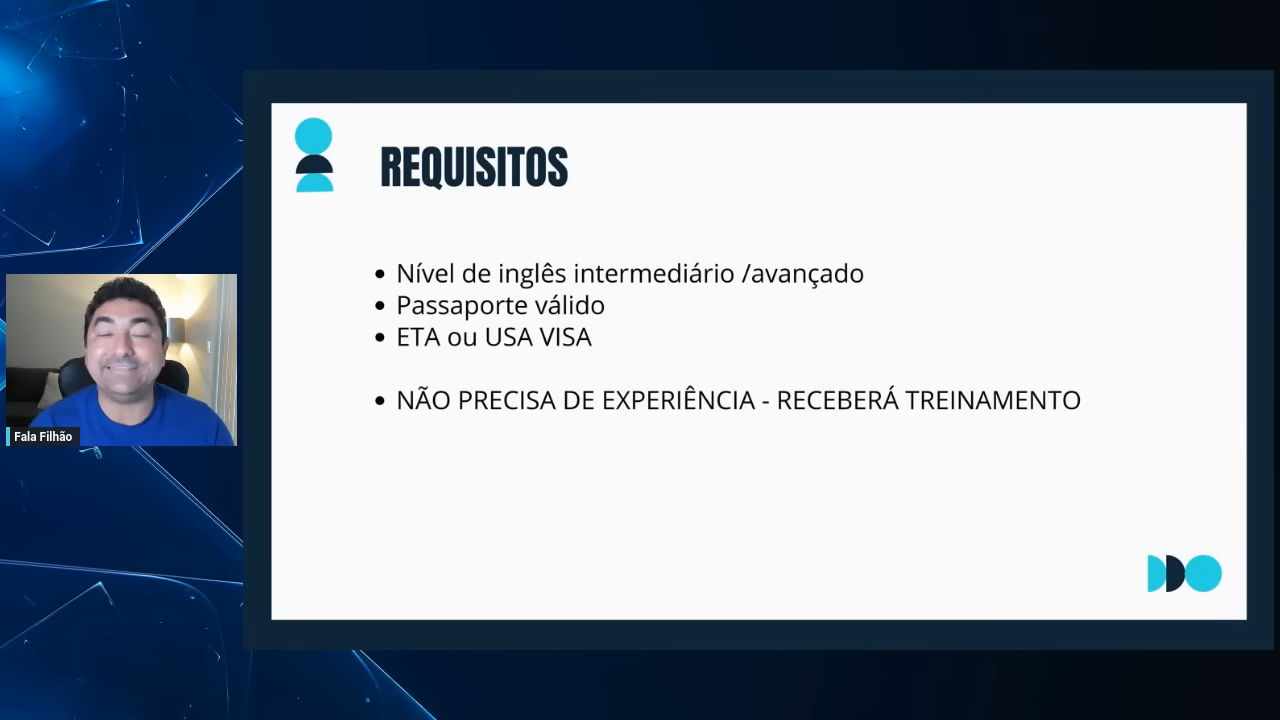 REQUISITOS
Nível de inglês intermediário /avançado
Passaporte válido
ETA ou USA VISA
NÃO PRECISA DE EXPERIÊNCIA - RECEBERÁ TREINAMENTO
Fala Filhão